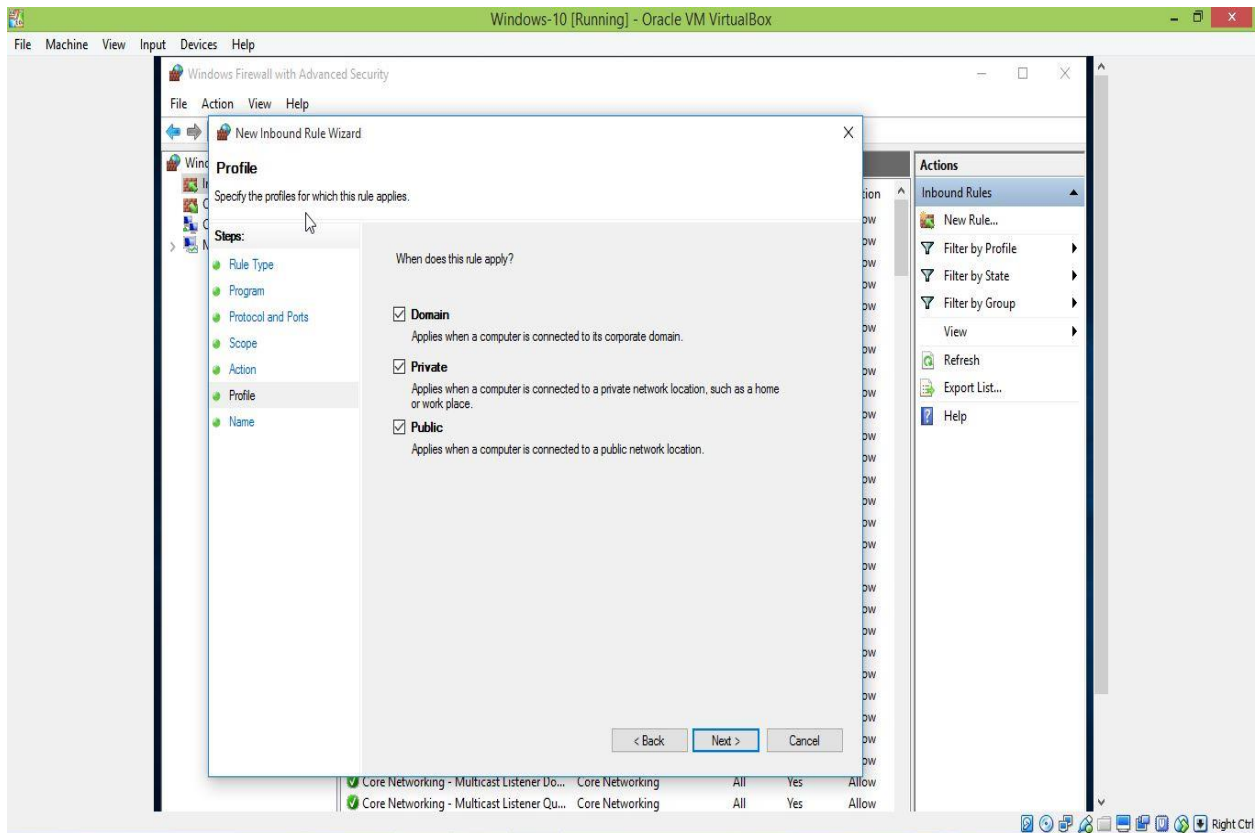 Windows-10 [Running] - Oracle VM VirtualBox
File Machine View Input Devices Help
Windows Firewall with Advanced Security
File Action View Help
New Inbound Rule Wizard
Profile
Specify the profiles for which this rule applies.
Steps:
Rule Type
Program
Protocol and Ports
Scope
Action
Profile
Name
When does this rule apply?
Domain
Applies when a computer is connected to its corporate domain.
Private
Applies when a computer is connected to a private network location, such as a home
or work place.
Public
Applies when a computer is connected to a public network location.
< Back Next > Cancel
Core Networking - Multicast Listener Do... Core Networking All Yes Allow
Core Networking - Multicast Listener Qu... Core Networking All Yes Allow
Actions
Inbound Rules
New Rule...
Filter by Profile
Filter by State
Filter by Group
View
Refresh
Export List...
Help
Right Ctrl